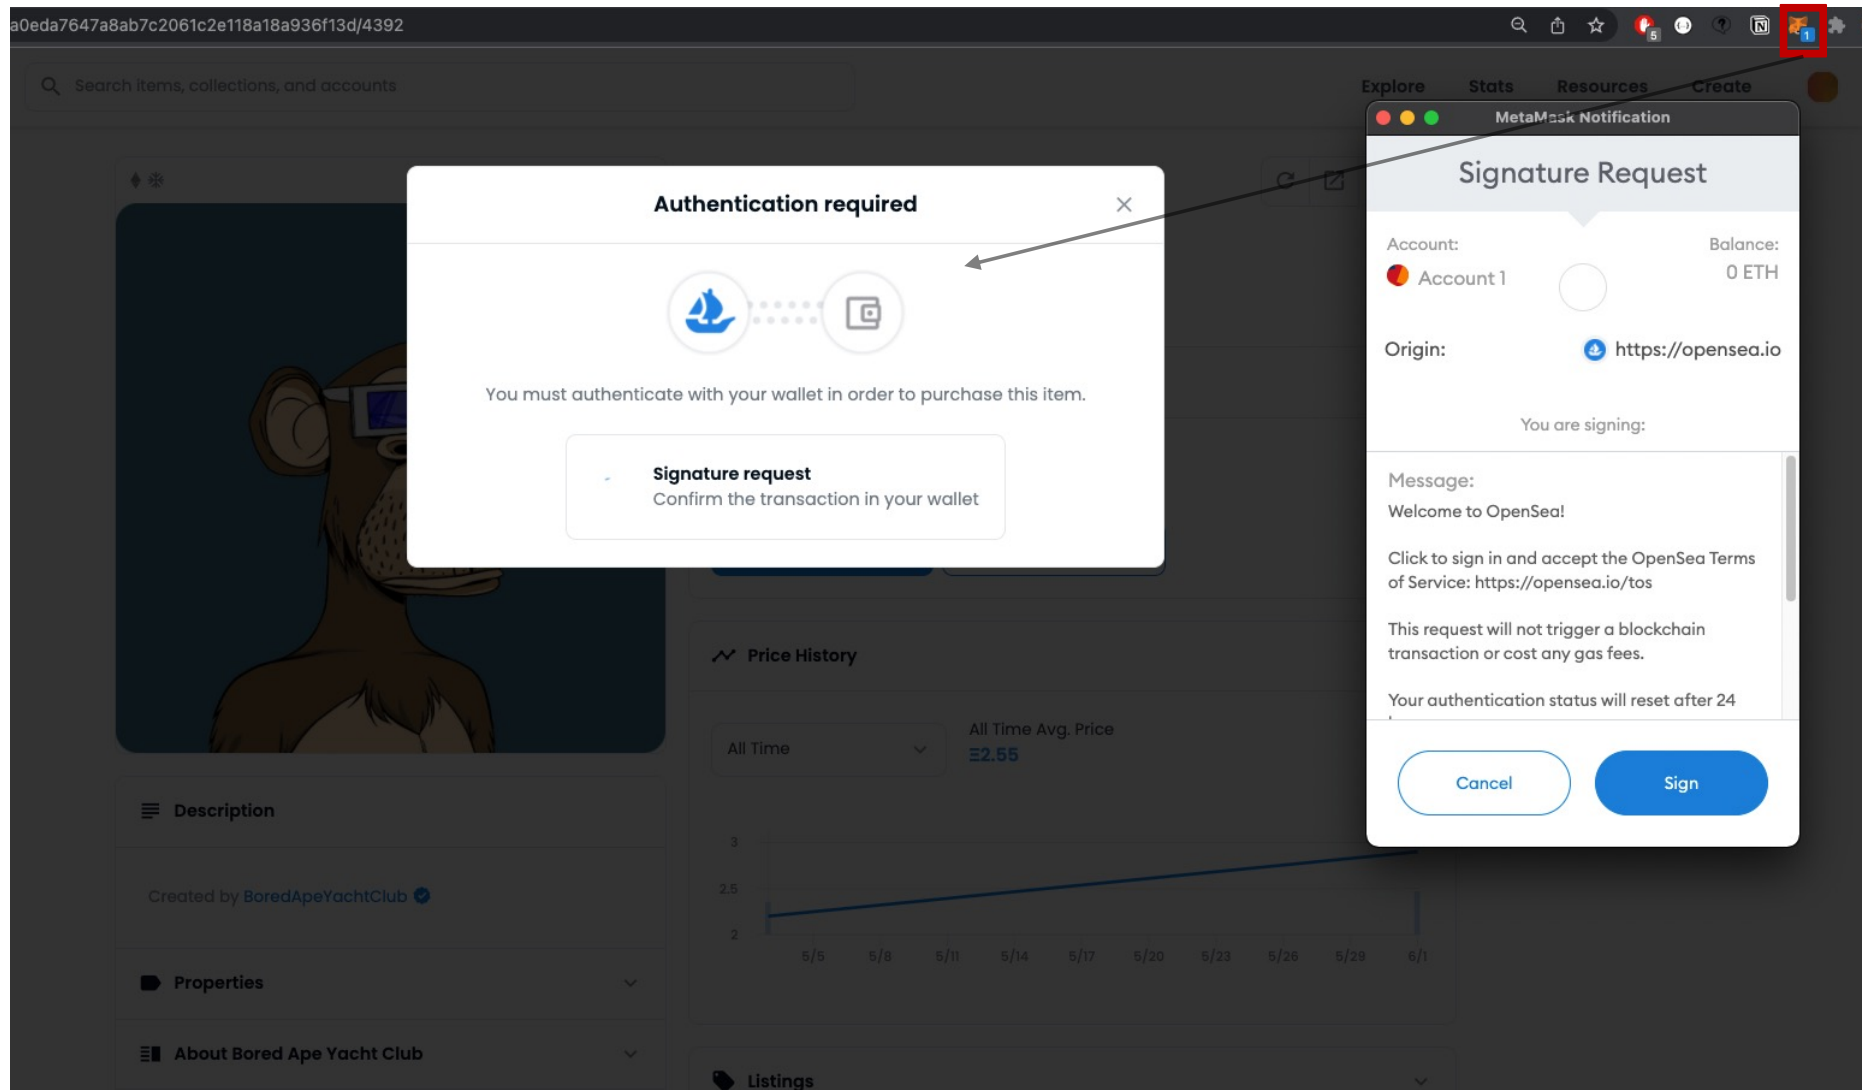 a0eda7647a8ab7c2061c2e118a18a936f13d/4392
5
1
Search items, collections, and accounts
Explore
Stats
Resources
Create
Authentication required
You must authenticate with your wallet in order to purchase this item.
Signature request
Confirm the transaction in your wallet
MetaMask Notification
Signature Request
Account:
Balance:
Account 1
0 ETH
Origin:
https://opensea.io
You are signing:
Message:
Welcome to OpenSea!
Click to sign in and accept the OpenSea Terms
of Service: https://opensea.io/tos
This request will not trigger a blockchain
transaction or cost any gas fees.
Your authentication status will reset after 24
Cancel
Sign
Price History
All Time
All Time Avg. Price
Ξ2.55
3
2.5
2
5/5
5/8
5/11
5/14
5/17
5/20
5/23
5/26
5/29
6/1
Description
Created by BoredApeYachtClub
Properties
About Bored Ape Yacht Club
Listings